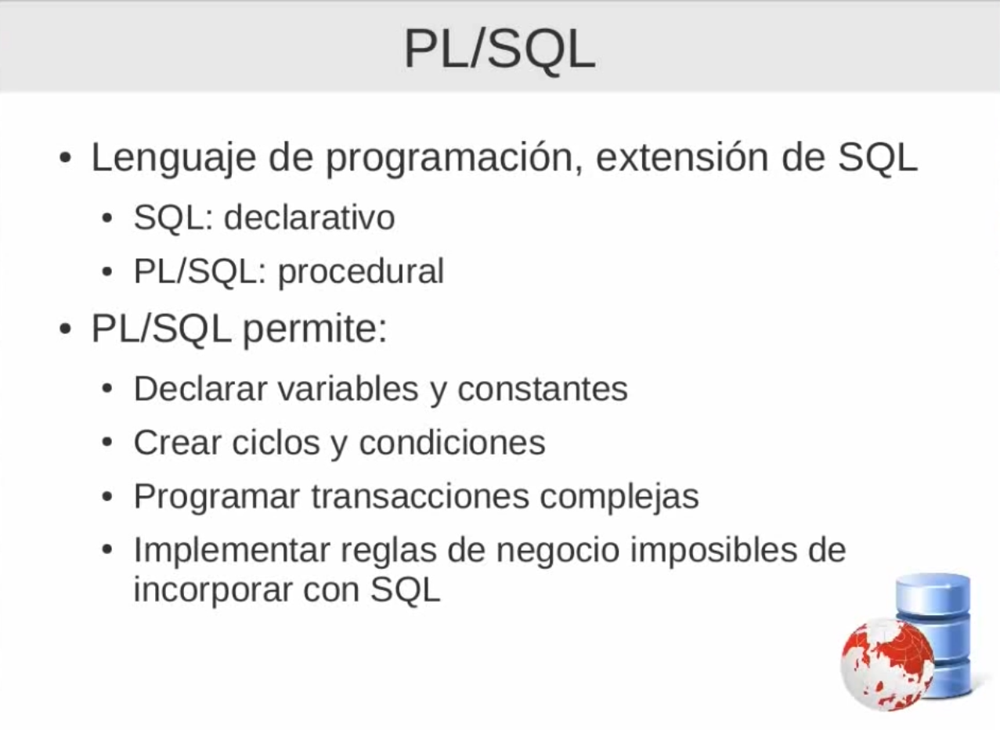 PL/SQL
• Lenguaje de programación, extensión de SQL
• SQL: declarativo
• PL/SQL: procedural
• PL/SQL permite:
• Declarar variables y constantes
• Crear ciclos y condiciones
• Programar transacciones complejas
• Implementar reglas de negocio imposibles de
incorporar con SQL